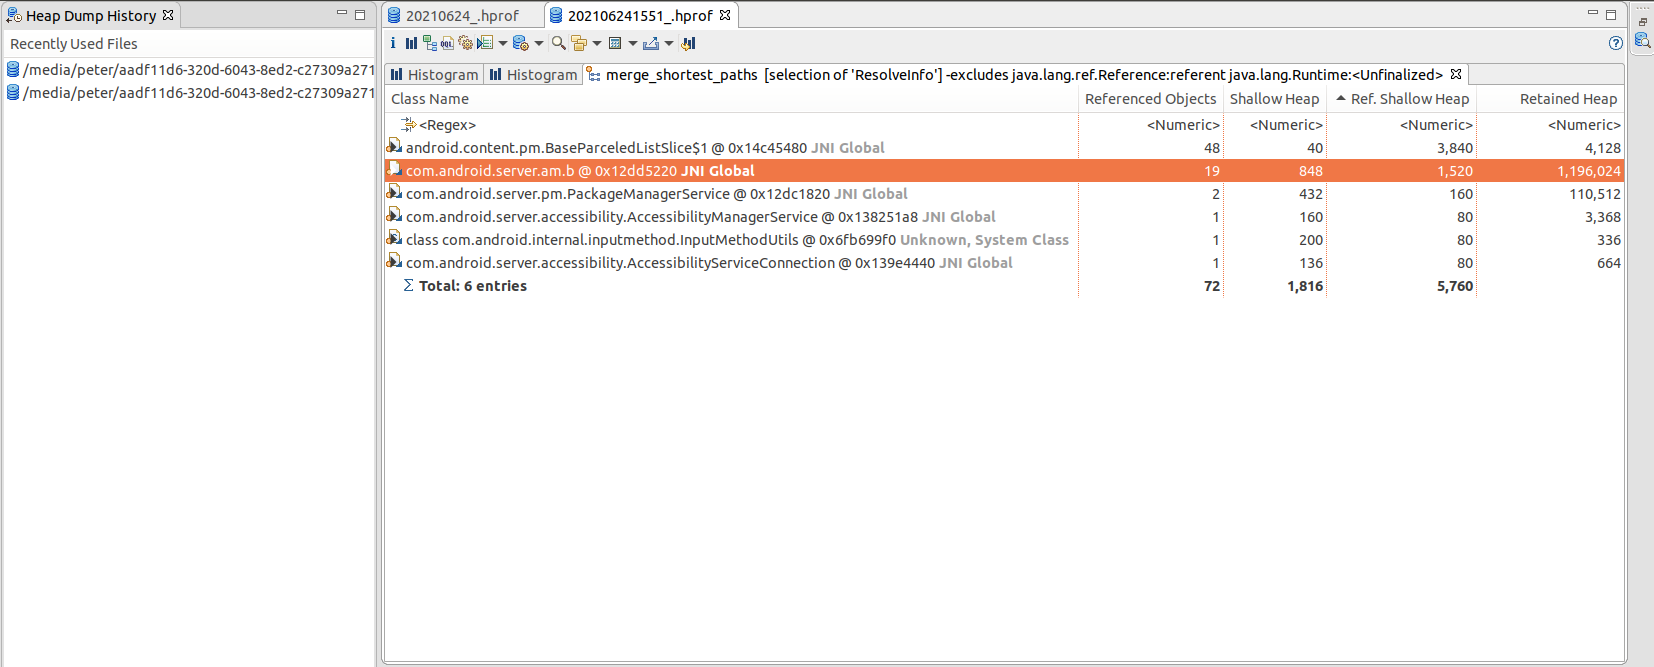 Heap Dump History
20210624_.hprof
202106241551_.hprof
Recently Used Files
/media/peter/aadf11d6-320d-6043-8ed2-c27309a271
/media/peter/aadf11d6-320d-6043-8ed2-c27309a271
i OQL ?
Histogram Histogram merge_shortest_paths [selection of 'ResolveInfo'] -excludes java.lang.ref.Reference:referent java.lang.Runtime:<Unfinalized>
Class Name Referenced Objects Shallow Heap Ref. Shallow Heap Retained Heap
<Regex> <Numeric> <Numeric> <Numeric> <Numeric>
android.content.pm.BaseParceledListSlice$1 @ 0x14c45480 JNI Global 48 40 3,840 4,128
com.android.server.am.b @ 0x12dd5220 JNI Global 19 848 1,520 1,196,024
com.android.server.pm.PackageManagerService @ 0x12dc1820 JNI Global 2 432 160 110,512
com.android.server.accessibility.AccessibilityManagerService @ 0x138251a8 JNI Global 1 160 80 3,368
class com.android.internal.inputmethod.InputMethodUtils @ 0x6fb699f0 Unknown, System Class 1 200 80 336
com.android.server.accessibility.AccessibilityServiceConnection @ 0x139e4440 JNI Global 1 136 80 664
Σ Total: 6 entries 72 1,816 5,760